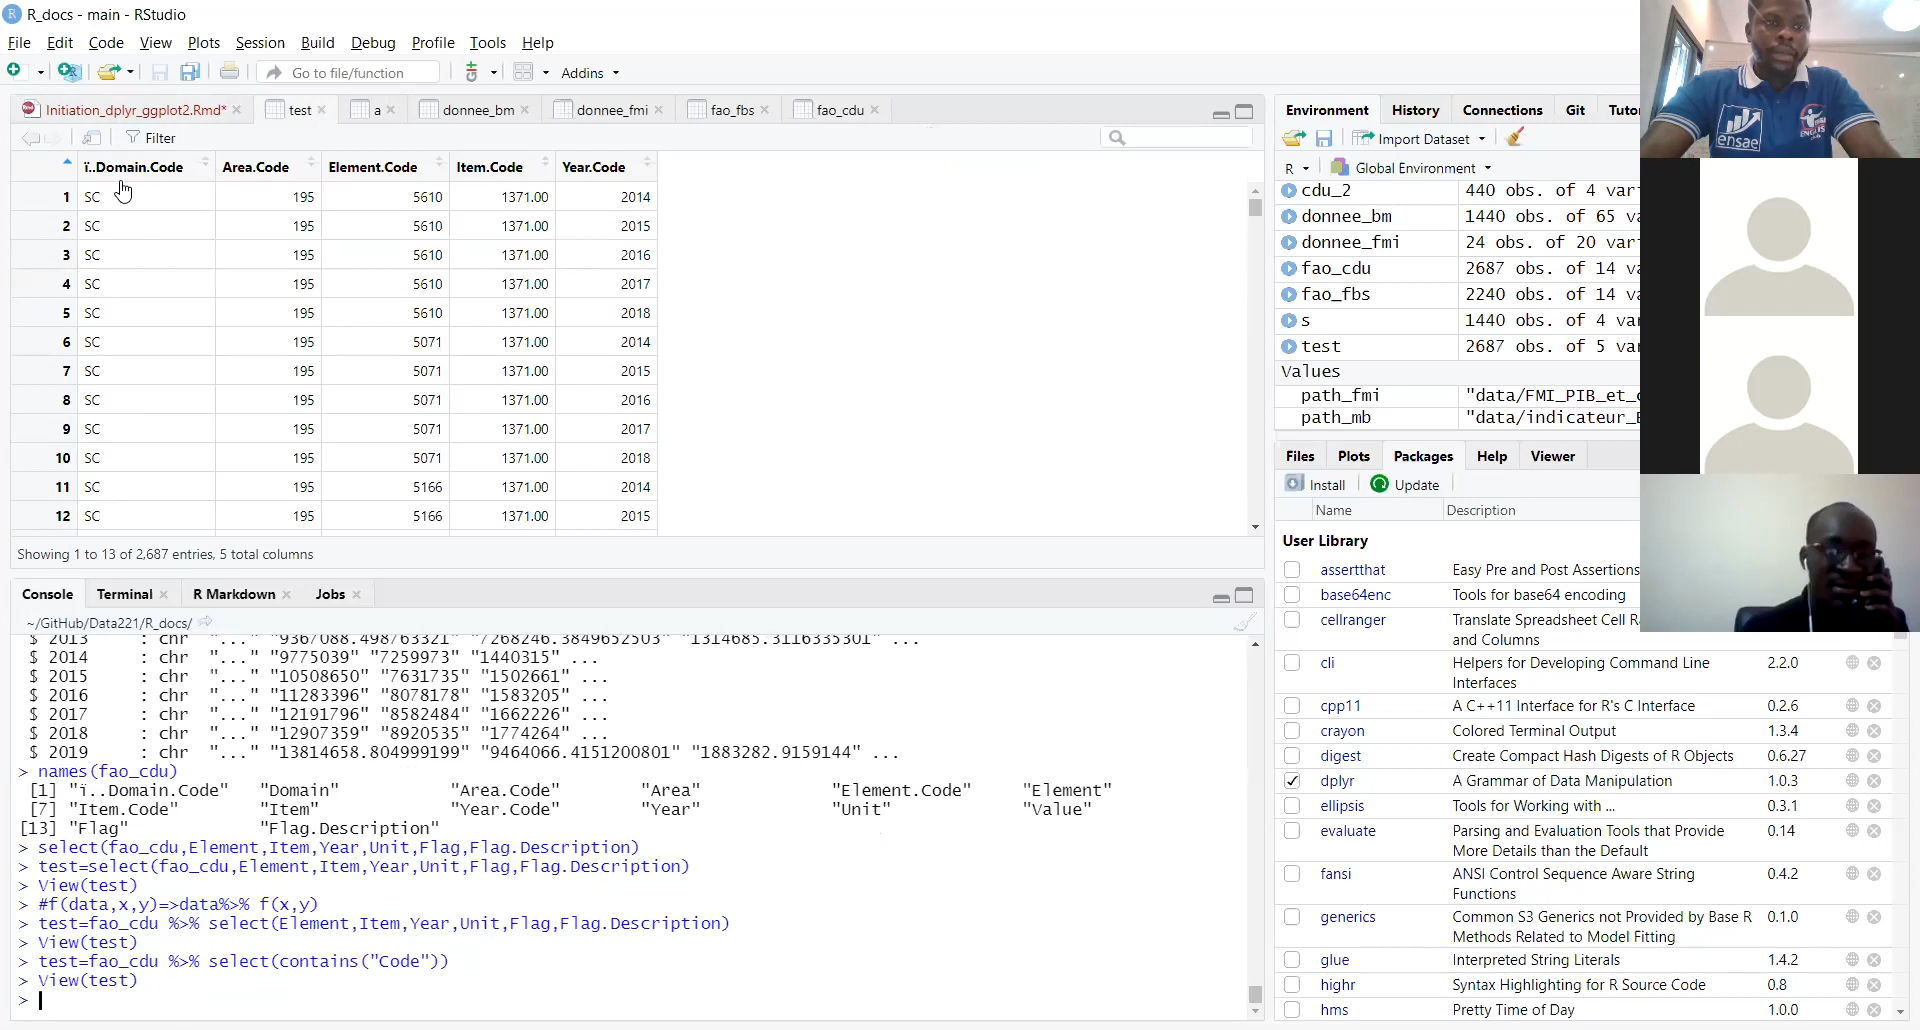 R_docs - main - RStudio
File Edit Code View Plots Session Build Debug Profile Tools Help
Go to file/function Addins
Initiation_dplyr_ggplot2.Rmd* test a donnee_bm donnee_fmi fao_fbs fao_cdu
Filter
ï..Domain.Code Area.Code Element.Code Item.Code Year.Code
1 SC 195 5610 1371.00 2014
2 SC 195 5610 1371.00 2015
3 SC 195 5610 1371.00 2016
4 SC 195 5610 1371.00 2017
5 SC 195 5610 1371.00 2018
6 SC 195 5071 1371.00 2014
7 SC 195 5071 1371.00 2015
8 SC 195 5071 1371.00 2016
9 SC 195 5071 1371.00 2017
10 SC 195 5071 1371.00 2018
11 SC 195 5166 1371.00 2014
12 SC 195 5166 1371.00 2015
Showing 1 to 13 of 2,687 entries, 5 total columns
Console Terminal R Markdown Jobs
~/GitHub/Data221/R_docs/
$ 2013 : chr "..." "9367088.498763321" "7268246.3849652503" "1314685.3116335301" ...
$ 2014 : chr "..." "9775039" "7259973" "1440315" ...
$ 2015 : chr "..." "10508650" "7631735" "1502661" ...
$ 2016 : chr "..." "11283396" "8078178" "1583205" ...
$ 2017 : chr "..." "12191796" "8582484" "1662226" ...
$ 2018 : chr "..." "12907359" "8920535" "1774264" ...
$ 2019 : chr "..." "13814658.804999199" "9464066.4151200801" "1883282.9159144" ...
> names(fao_cdu)
[1] "ï..Domain.Code" "Domain" "Area.Code" "Area" "Element.Code" "Element"
[7] "Item.Code" "Item" "Year.Code" "Year" "Unit" "Value"
[13] "Flag" "Flag.Description"
> select(fao_cdu,Element,Item,Year,Unit,Flag,Flag.Description)
> test=select(fao_cdu,Element,Item,Year,Unit,Flag,Flag.Description)
> View(test)
> #f(data,x,y)=>data%>% f(x,y)
> test=fao_cdu %>% select(Element,Item,Year,Unit,Flag,Flag.Description)
> View(test)
> test=fao_cdu %>% select(contains("Code"))
> View(test)
>
Environment History Connections Git Tutor
Import Dataset
R Global Environment
cdu_2 440 obs. of 4 vari
donnee_bm 1440 obs. of 65 va
donnee_fmi 24 obs. of 20 vari
fao_cdu 2687 obs. of 14 va
fao_fbs 2240 obs. of 14 va
s 1440 obs. of 4 var
test 2687 obs. of 5 var
Values
path_fmi "data/FMI_PIB_et_
path_mb "data/indicateur_
Files Plots Packages Help Viewer
Install Update
Name Description
User Library
assertthat Easy Pre and Post Assertions
base64enc Tools for base64 encoding
cellranger Translate Spreadsheet Cell R
and Columns
cli Helpers for Developing Command Line 2.2.0
Interfaces
cpp11 A C++11 Interface for R's C Interface 0.2.6
crayon Colored Terminal Output 1.3.4
digest Create Compact Hash Digests of R Objects 0.6.27
dplyr A Grammar of Data Manipulation 1.0.3
ellipsis Tools for Working with ... 0.3.1
evaluate Parsing and Evaluation Tools that Provide 0.14
More Details than the Default
fansi ANSI Control Sequence Aware String 0.4.2
Functions
generics Common S3 Generics not Provided by Base R 0.1.0
Methods Related to Model Fitting
glue Interpreted String Literals 1.4.2
highr Syntax Highlighting for R Source Code 0.8
hms Pretty Time of Day 1.0.0
ensae